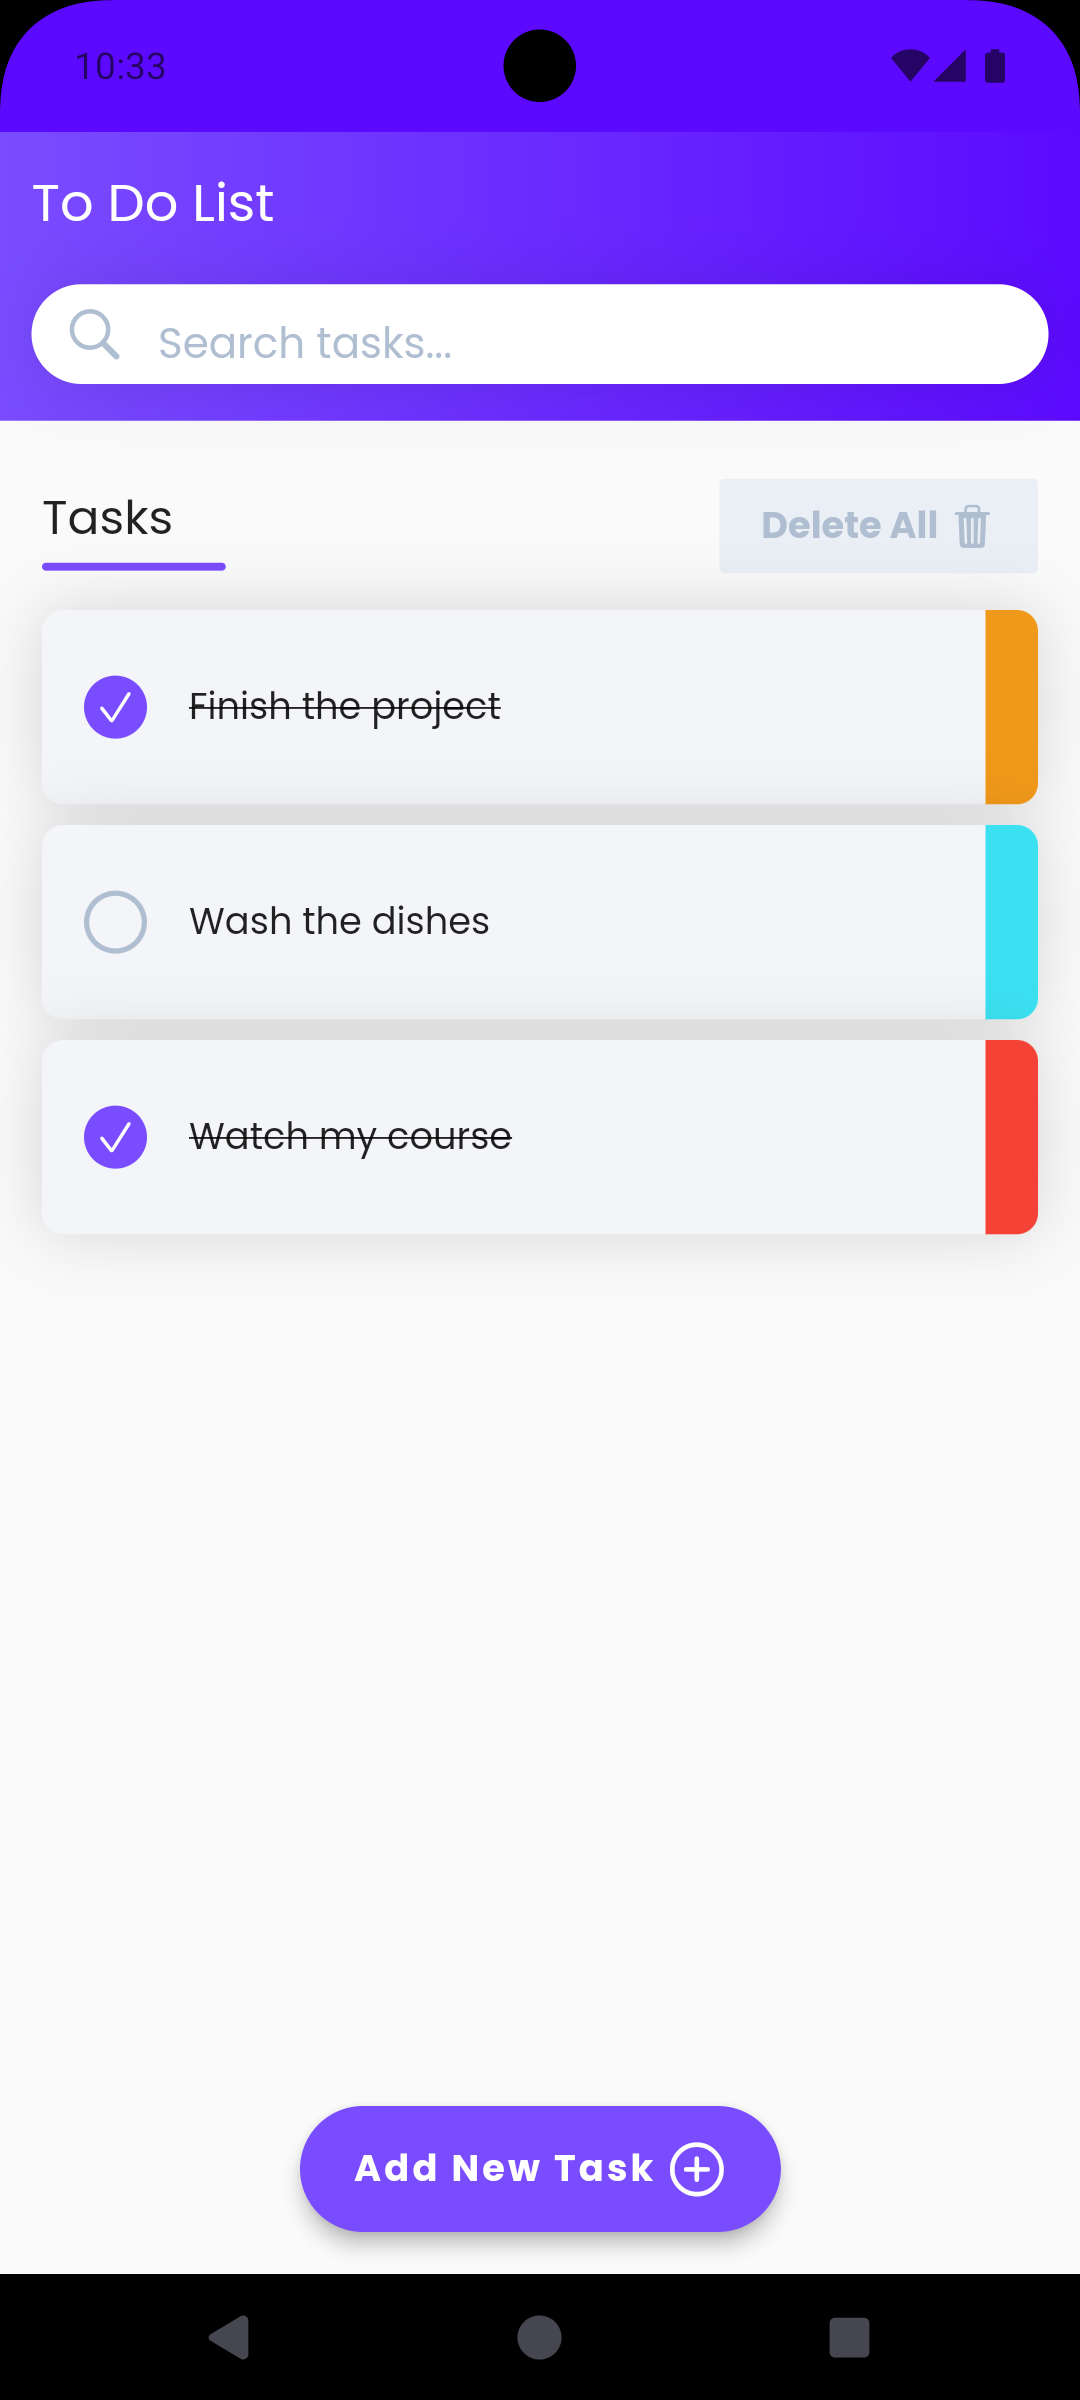 10:33
To Do List
Search tasks...
Tasks
Delete All
Finish the project
Wash the dishes
Watch my course
Add New Task